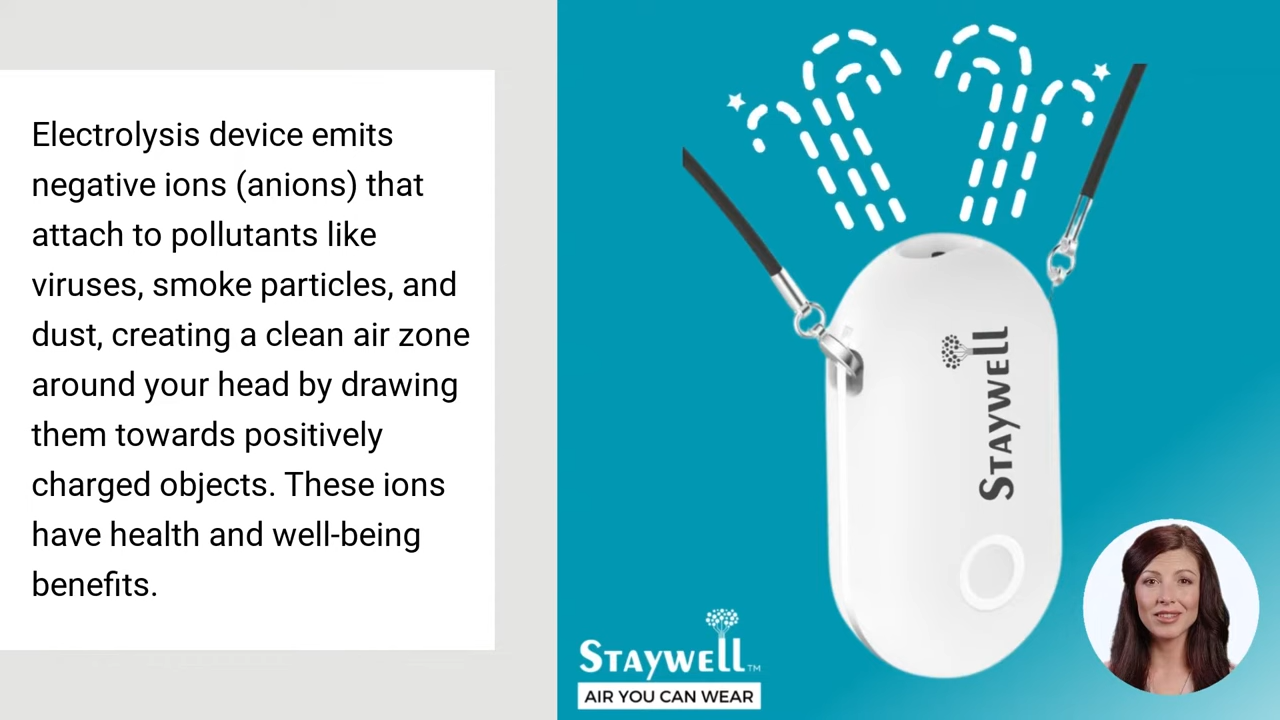 Electrolysis device emits
negative ions (anions) that
attach to pollutants like
viruses, smoke particles, and
dust, creating a clean air zone
around your head by drawing
them towards positively
charged objects. These ions
have health and well-being
benefits.
STAYWELL
STAYWELL™
AIR YOU CAN WEAR